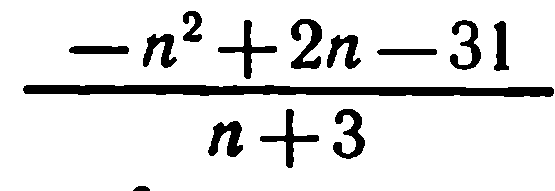 −n² + 2n − 31
n + 3